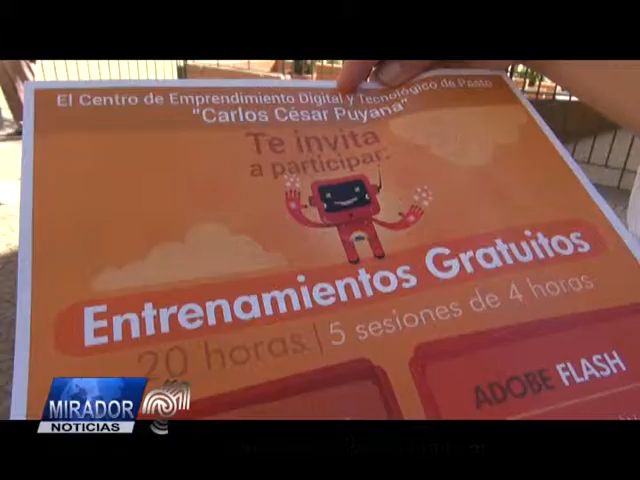 El Centro de Emprendimiento Digital y Tecnológico de Pasto
"Carlos César Puyana"
Te invita
a participar:
Entrenamientos Gratuitos
20 horas | 5 sesiones de 4 horas
ADOBE FLASH
MIRADOR
NOTICIAS